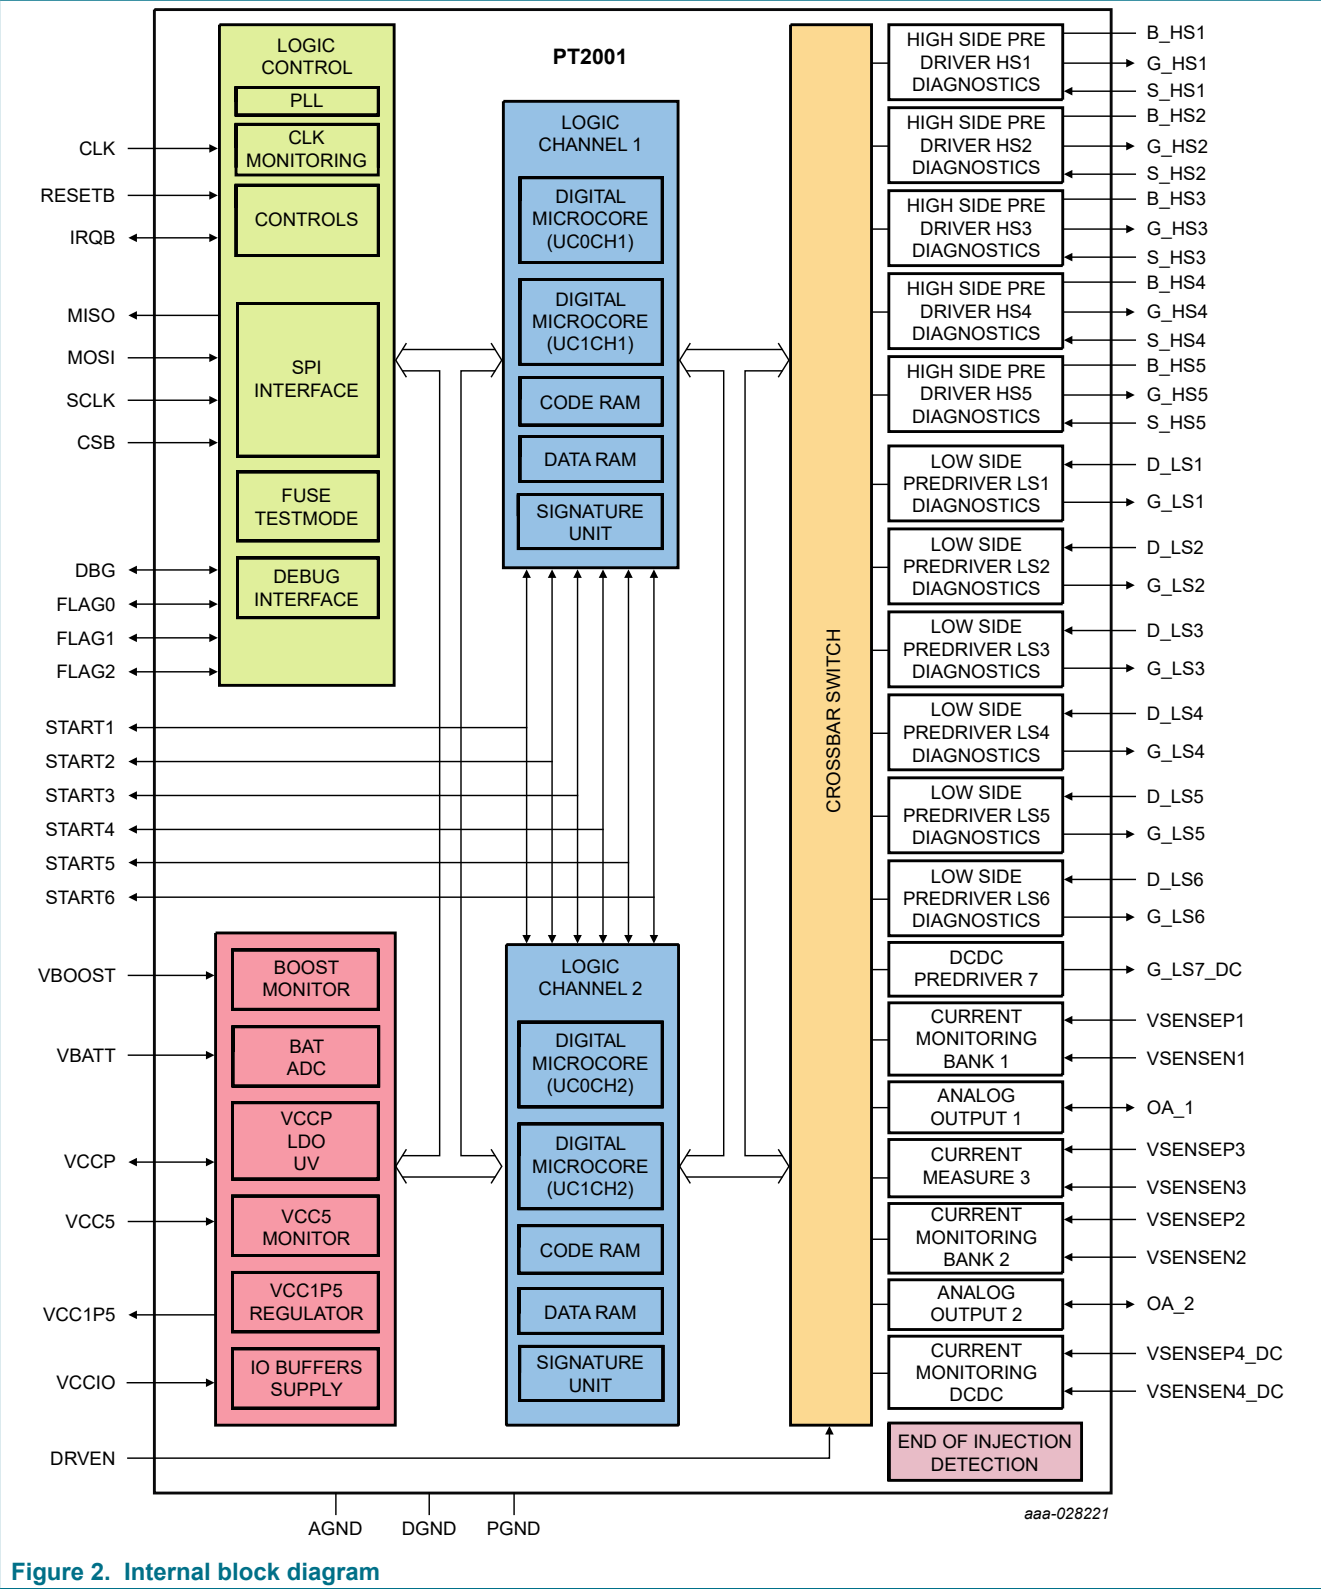 PT2001
LOGIC
CONTROL
PLL
CLK
MONITORING
CONTROLS
SPI
INTERFACE
FUSE
TESTMODE
DEBUG
INTERFACE
CLK
RESETB
IRQB
MISO
MOSI
SCLK
CSB
DBG
FLAG0
FLAG1
FLAG2
START1
START2
START3
START4
START5
START6
VBOOST
VBATT
VCCP
VCC5
VCC1P5
VCCIO
DRVEN
BOOST
MONITOR
BAT
ADC
VCCP
LDO
UV
VCC5
MONITOR
VCC1P5
REGULATOR
IO BUFFERS
SUPPLY
LOGIC
CHANNEL 1
DIGITAL
MICROCORE
(UC0CH1)
DIGITAL
MICROCORE
(UC1CH1)
CODE RAM
DATA RAM
SIGNATURE
UNIT
LOGIC
CHANNEL 2
DIGITAL
MICROCORE
(UC0CH2)
DIGITAL
MICROCORE
(UC1CH2)
CODE RAM
DATA RAM
SIGNATURE
UNIT
CROSSBAR SWITCH
HIGH SIDE PRE
DRIVER HS1
DIAGNOSTICS
HIGH SIDE PRE
DRIVER HS2
DIAGNOSTICS
HIGH SIDE PRE
DRIVER HS3
DIAGNOSTICS
HIGH SIDE PRE
DRIVER HS4
DIAGNOSTICS
HIGH SIDE PRE
DRIVER HS5
DIAGNOSTICS
LOW SIDE
PREDRIVER LS1
DIAGNOSTICS
LOW SIDE
PREDRIVER LS2
DIAGNOSTICS
LOW SIDE
PREDRIVER LS3
DIAGNOSTICS
LOW SIDE
PREDRIVER LS4
DIAGNOSTICS
LOW SIDE
PREDRIVER LS5
DIAGNOSTICS
LOW SIDE
PREDRIVER LS6
DIAGNOSTICS
DCDC
PREDRIVER 7
CURRENT
MONITORING
BANK 1
ANALOG
OUTPUT 1
CURRENT
MEASURE 3
CURRENT
MONITORING
BANK 2
ANALOG
OUTPUT 2
CURRENT
MONITORING
DCDC
END OF INJECTION
DETECTION
B_HS1
G_HS1
S_HS1
B_HS2
G_HS2
S_HS2
B_HS3
G_HS3
S_HS3
B_HS4
G_HS4
S_HS4
B_HS5
G_HS5
S_HS5
D_LS1
G_LS1
D_LS2
G_LS2
D_LS3
G_LS3
D_LS4
G_LS4
D_LS5
G_LS5
D_LS6
G_LS6
G_LS7_DC
VSENSEP1
VSENSEN1
OA_1
VSENSEP3
VSENSEN3
VSENSEP2
VSENSEN2
OA_2
VSENSEP4_DC
VSENSEN4_DC
AGND
DGND
PGND
aaa-028221
Figure 2. Internal block diagram